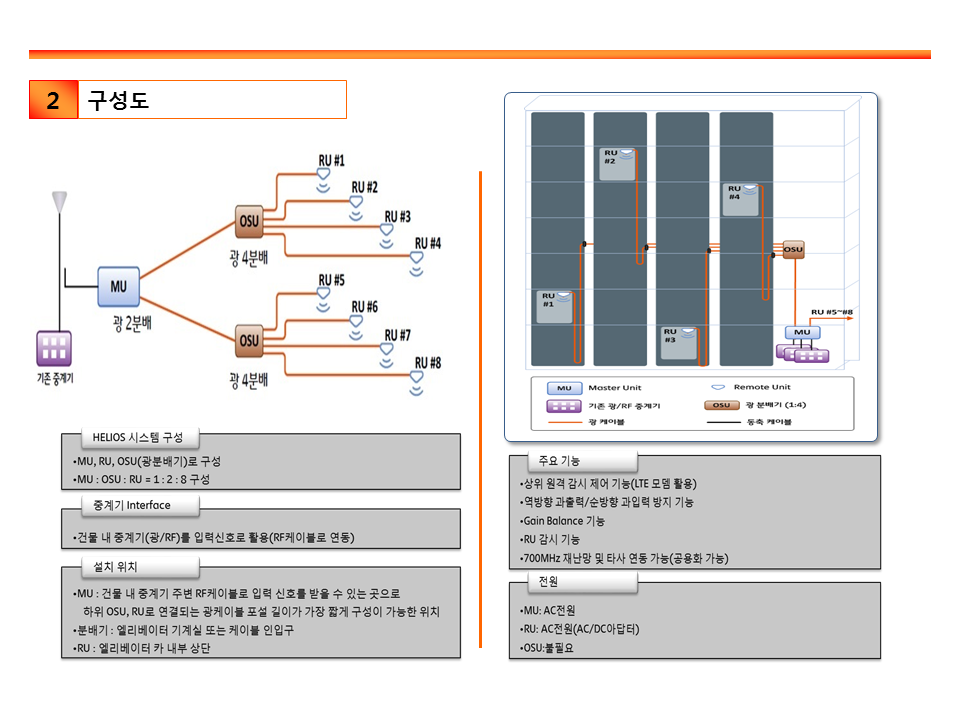 2 구성도
RU #1
RU #2
RU #3
RU #4
OSU
광 4분배
MU
광 2분배
RU #5
RU #6
RU #7
RU #8
OSU
광 4분배
기존 중계기
RU
#2
RU
#4
OSU
RU
#1
RU #5~#8
RU
#3
MU
MU Master Unit
Remote Unit
기존 광/RF 중계기
OSU 광 분배기 (1:4)
광 케이블
동축 케이블
HELIOS 시스템 구성
•MU, RU, OSU(광분배기)로 구성
•MU : OSU : RU = 1 : 2 : 8 구성
중계기 Interface
•건물 내 중계기(광/RF)를 입력신호로 활용(RF케이블로 연동)
설치 위치
•MU : 건물 내 중계기 주변 RF케이블로 입력 신호를 받을 수 있는 곳으로
하위 OSU, RU로 연결되는 광케이블 포설 길이가 가장 짧게 구성이 가능한 위치
•분배기 : 엘리베이터 기계실 또는 케이블 인입구
•RU : 엘리베이터 카 내부 상단
주요 기능
•상위 원격 감시 제어 기능(LTE 모뎀 활용)
•역방향 과출력/순방향 과입력 방지 기능
•Gain Balance 기능
•RU 감시 기능
•700MHz 재난망 및 타사 연동 가능(공용화 가능)
전원
•MU: AC전원
•RU: AC전원(AC/DC아답터)
•OSU:불필요